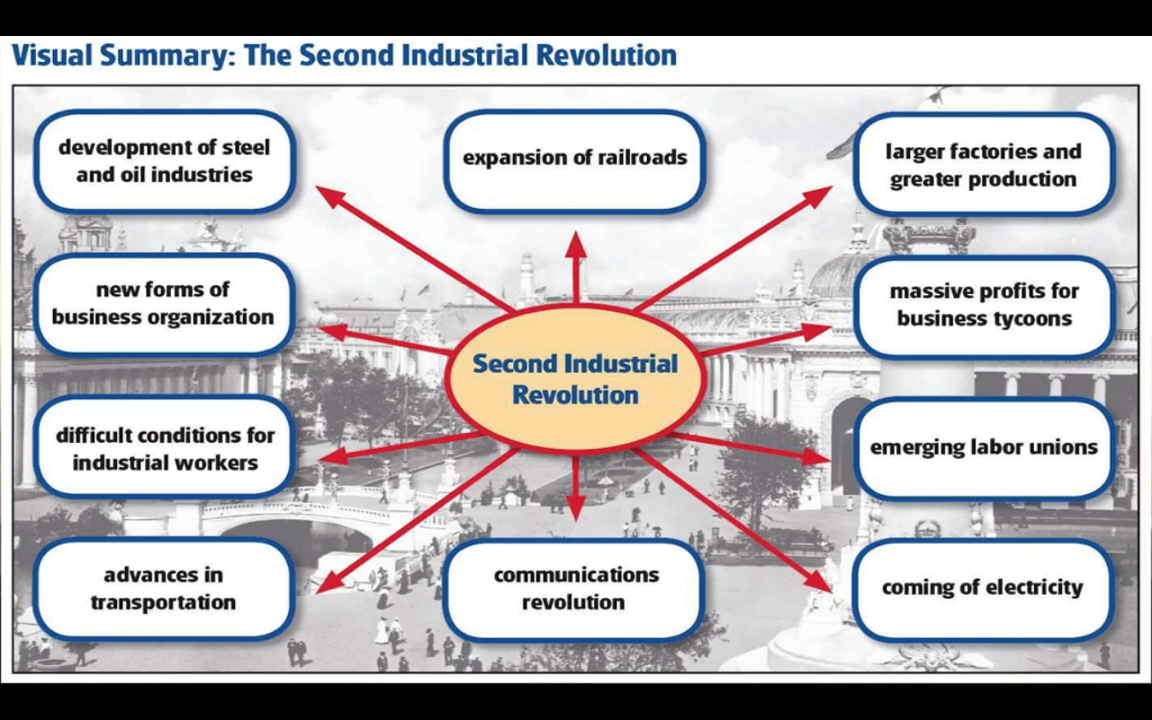 Visual Summary: The Second Industrial Revolution
development of steel
and oil industries
expansion of railroads
larger factories and
greater production
new forms of
business organization
massive profits for
business tycoons
Second Industrial
Revolution
difficult conditions for
industrial workers
emerging labor unions
advances in
transportation
communications
revolution
coming of electricity